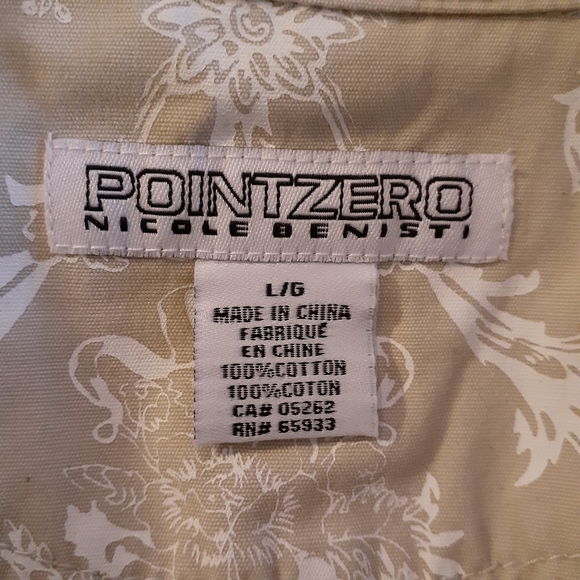 POINTZERO
NICOLE BENISTI
L/G
MADE IN CHINA
FABRIQUÉ
EN CHINE
100%COTTON
100%COTON
CA# 05262
RN# 65933